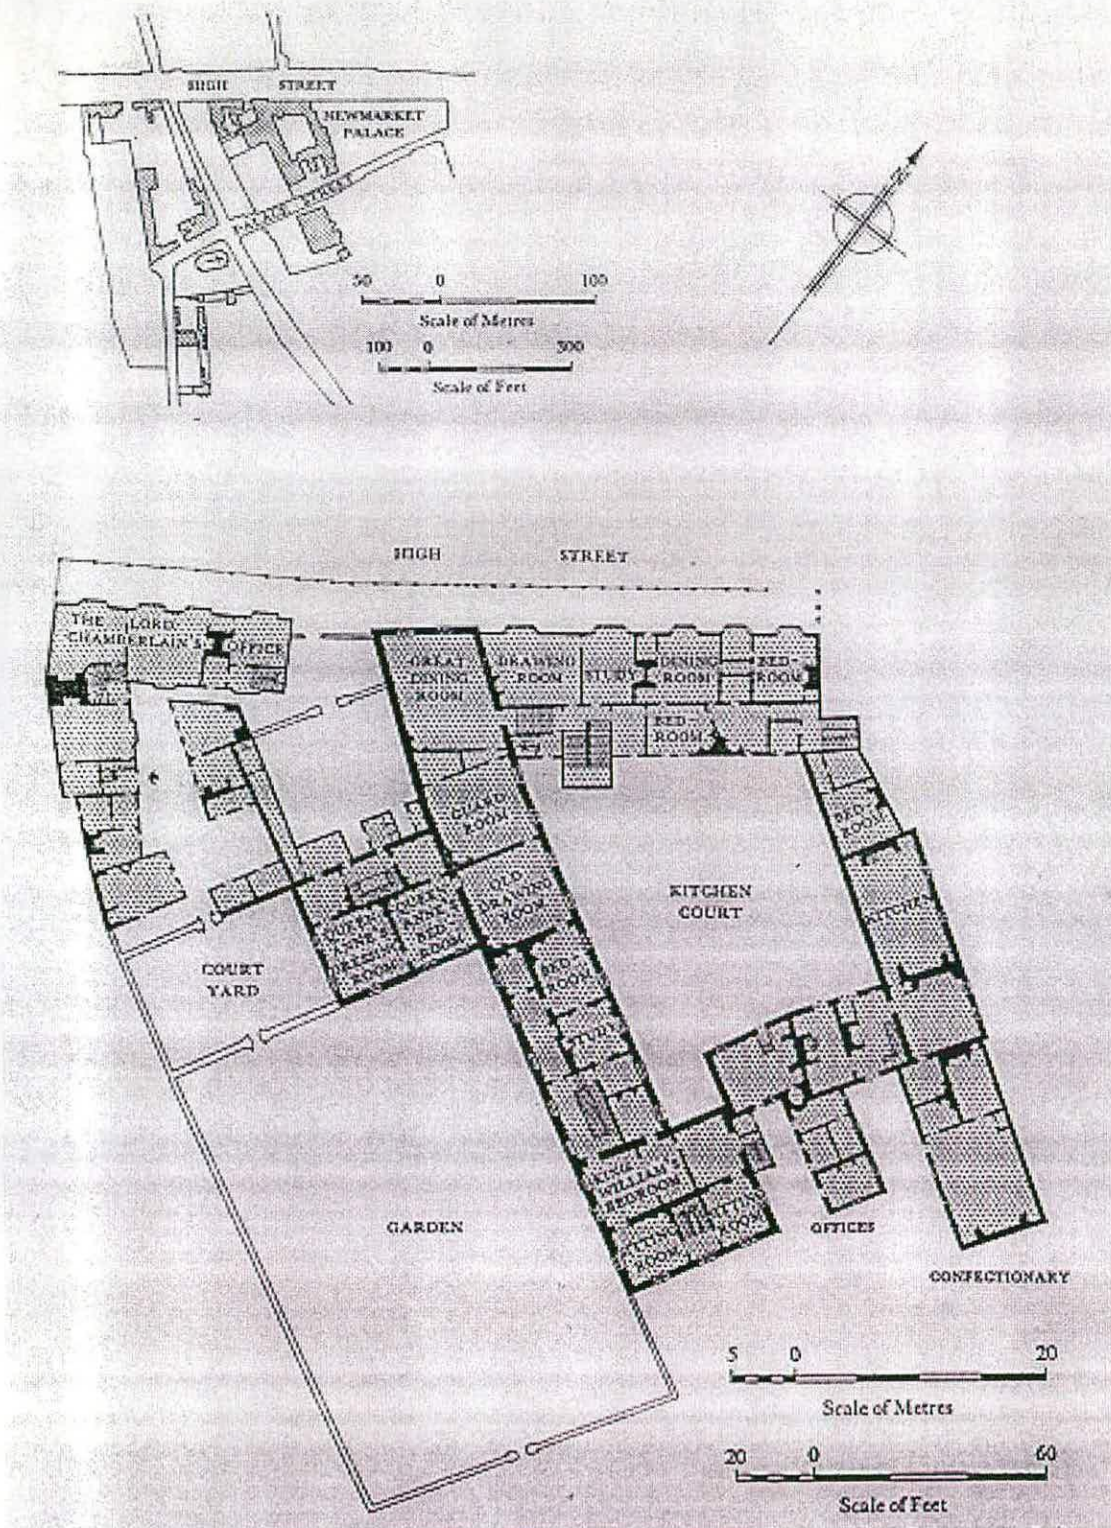 HIGH STREET
NEWMARKET
PALACE
PALACE STREET
50 0 100
Scale of Metres
100 0 300
Scale of Feet
HIGH STREET
THE LORD
CHAMBERLAIN'S
OFFICE
GREAT
DINING
ROOM
DRAWING
ROOM
STUDY
DINING
ROOM
BED-
ROOM
BED-
ROOM
GUARD
ROOM
BED-
ROOM
OLD
DRAWING
ROOM
KITCHEN
COURT
KITCHEN
QUEEN
ANNE'S
DRESSING
ROOM
QUEEN
ANNE'S
BED-
ROOM
COURT
YARD
BED-
ROOM
STUDY
KING
WILLIAM'S
BEDROOM
SITTING
ROOM
SITTING
ROOM
GARDEN
OFFICES
CONFECTIONARY
5 0 20
Scale of Metres
20 0 60
Scale of Feet